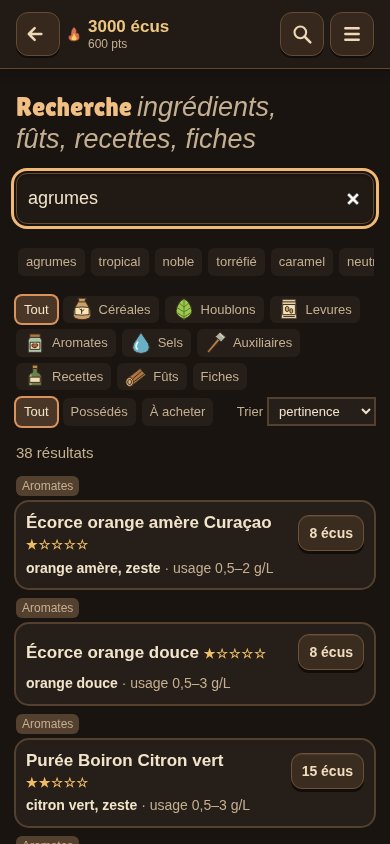 3000 écus
600 pts
Recherche ingrédients,
fûts, recettes, fiches
agrumes
agrumes tropical noble torréfié caramel neutr
Tout Céréales Houblons Levures
Aromates Sels Auxiliaires
Recettes Fûts Fiches
Tout Possédés À acheter Trier pertinence
38 résultats
Aromates
Écorce orange amère Curaçao
★☆☆☆☆
8 écus
orange amère, zeste · usage 0,5–2 g/L
Aromates
Écorce orange douce ★☆☆☆☆ 8 écus
orange douce · usage 0,5–3 g/L
Aromates
Purée Boiron Citron vert
★★☆☆☆
15 écus
citron vert, zeste · usage 0,5–3 g/L
Aromates